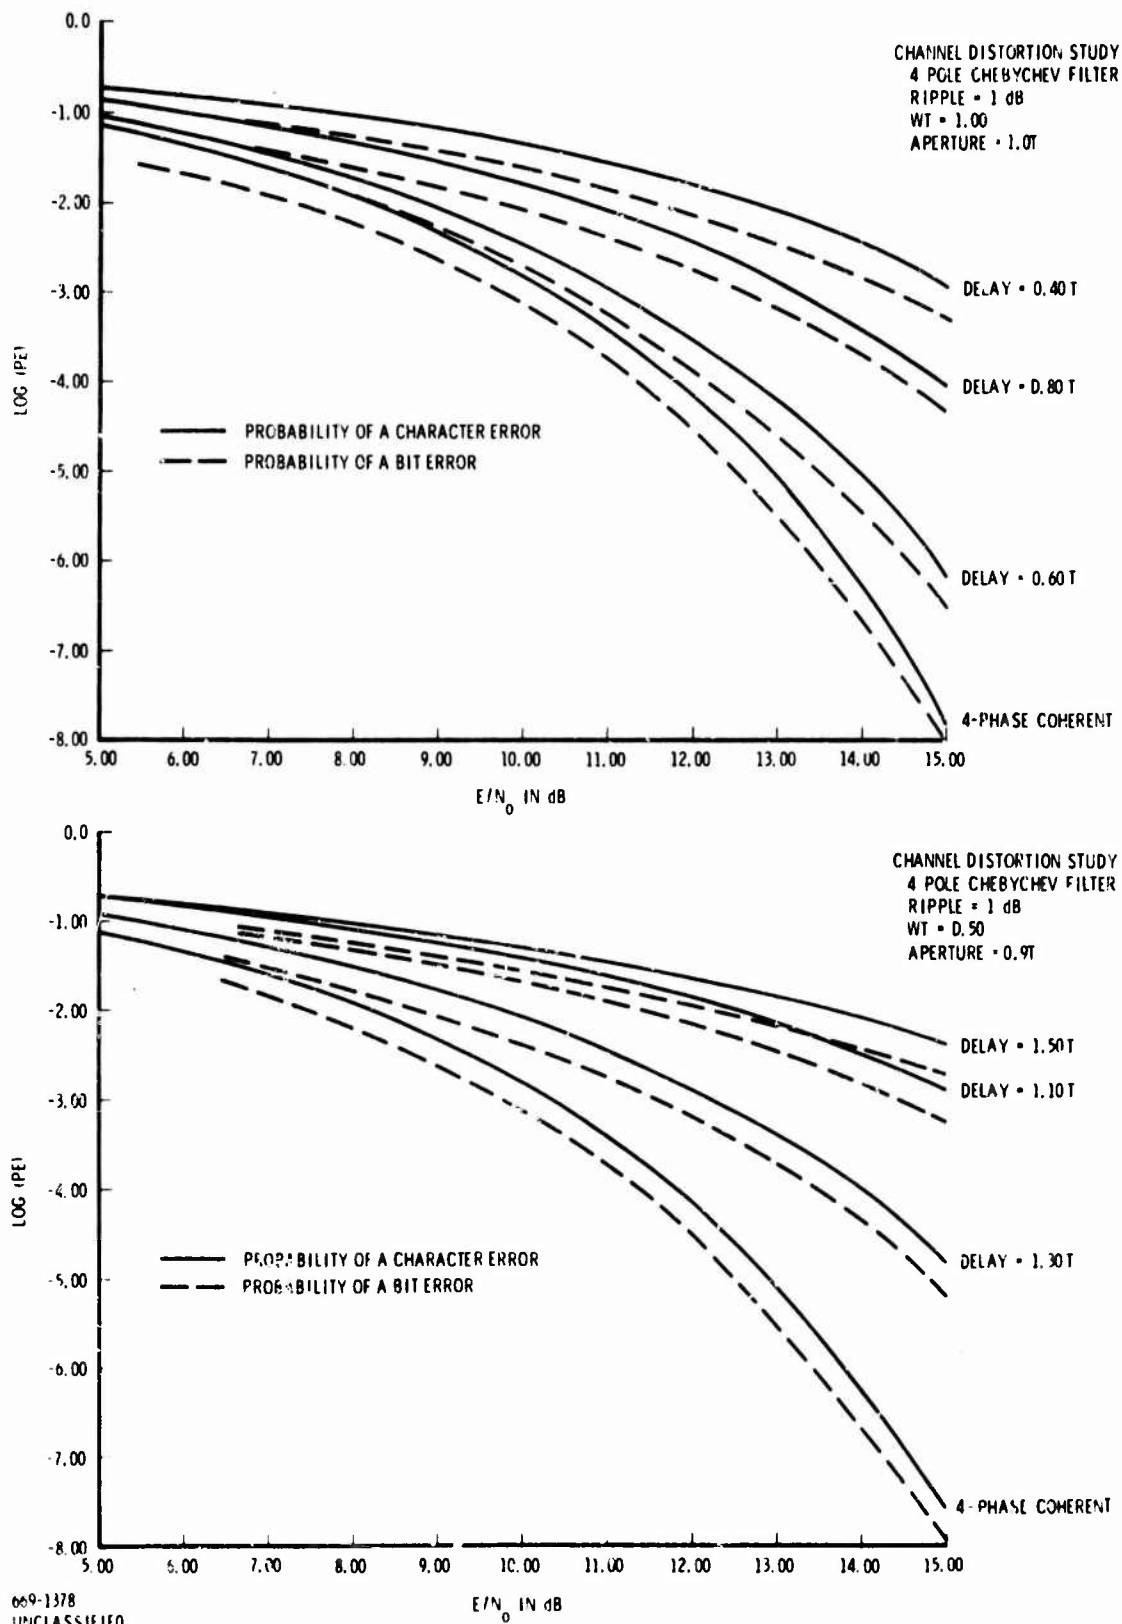 0.0
-1.00
-2.00
-3.00
-4.00
-5.00
-6.00
-7.00
-8.00
LOG (PE)
CHANNEL DISTORTION STUDY
4 POLE CHEBYCHEV FILTER
RIPPLE = 1 dB
WT = 1.00
APERTURE = 1.0T
DELAY = 0.40T
DELAY = 0.80T
PROBABILITY OF A CHARACTER ERROR
PROBABILITY OF A BIT ERROR
DELAY = 0.60T
4-PHASE COHERENT
5.00 6.00 7.00 8.00 9.00 10.00 11.00 12.00 13.00 14.00 15.00
E/N0 IN dB
0.0
-1.00
-2.00
-3.00
-4.00
-5.00
-6.00
-7.00
-8.00
LOG (PE)
CHANNEL DISTORTION STUDY
4 POLE CHEBYCHEV FILTER
RIPPLE = 1 dB
WT = 0.50
APERTURE = 0.9T
DELAY = 1.50T
DELAY = 1.10T
PROBABILITY OF A CHARACTER ERROR
PROBABILITY OF A BIT ERROR
DELAY = 1.30T
4-PHASE COHERENT
5.00 6.00 7.00 8.00 9.00 10.00 11.00 12.00 13.00 14.00 15.00
E/N0 IN dB
669-1378
UNCLASSIFIED